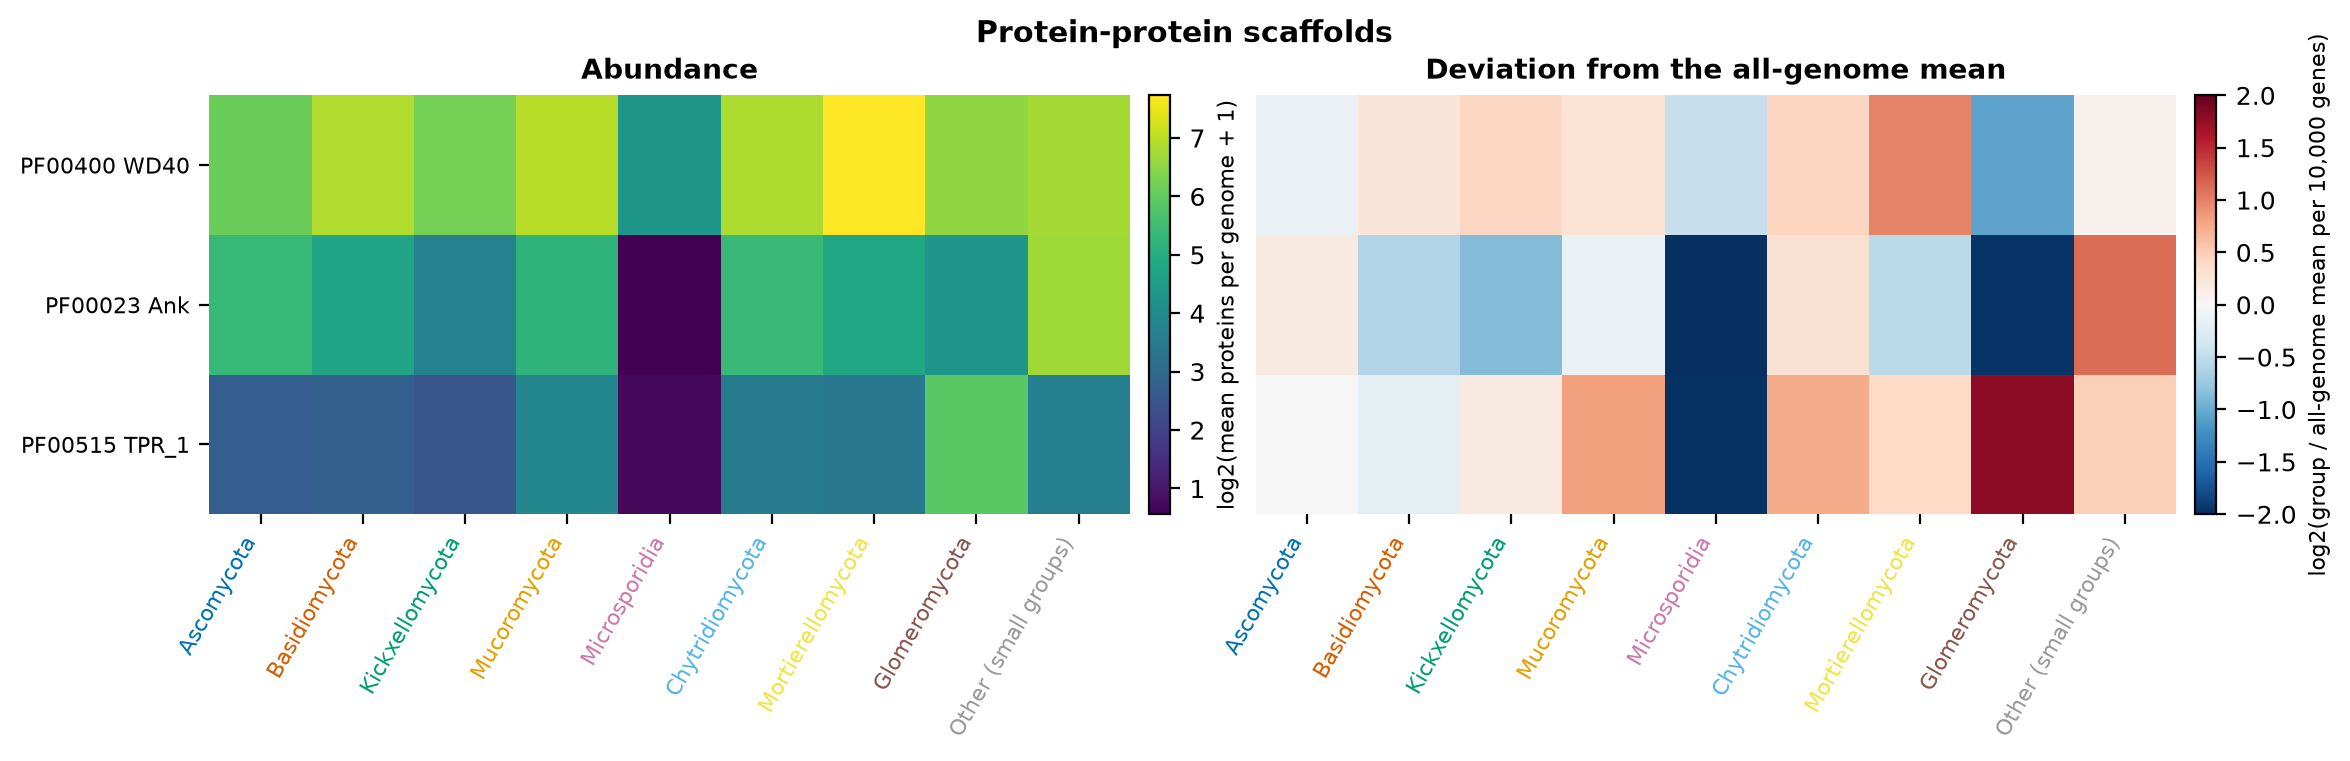 Protein-protein scaffolds
Abundance
PF00400 WD40
PF00023 Ank
PF00515 TPR_1
Ascomycota
Basidiomycota
Kickxellomycota
Mucoromycota
Microsporidia
Chytridiomycota
Mortierellomycota
Glomeromycota
Other (small groups)
7
6
5
4
3
2
1
log2(mean proteins per genome + 1)
Deviation from the all-genome mean
Ascomycota
Basidiomycota
Kickxellomycota
Mucoromycota
Microsporidia
Chytridiomycota
Mortierellomycota
Glomeromycota
Other (small groups)
2.0
1.5
1.0
0.5
0.0
−0.5
−1.0
−1.5
−2.0
log2(group / all-genome mean per 10,000 genes)